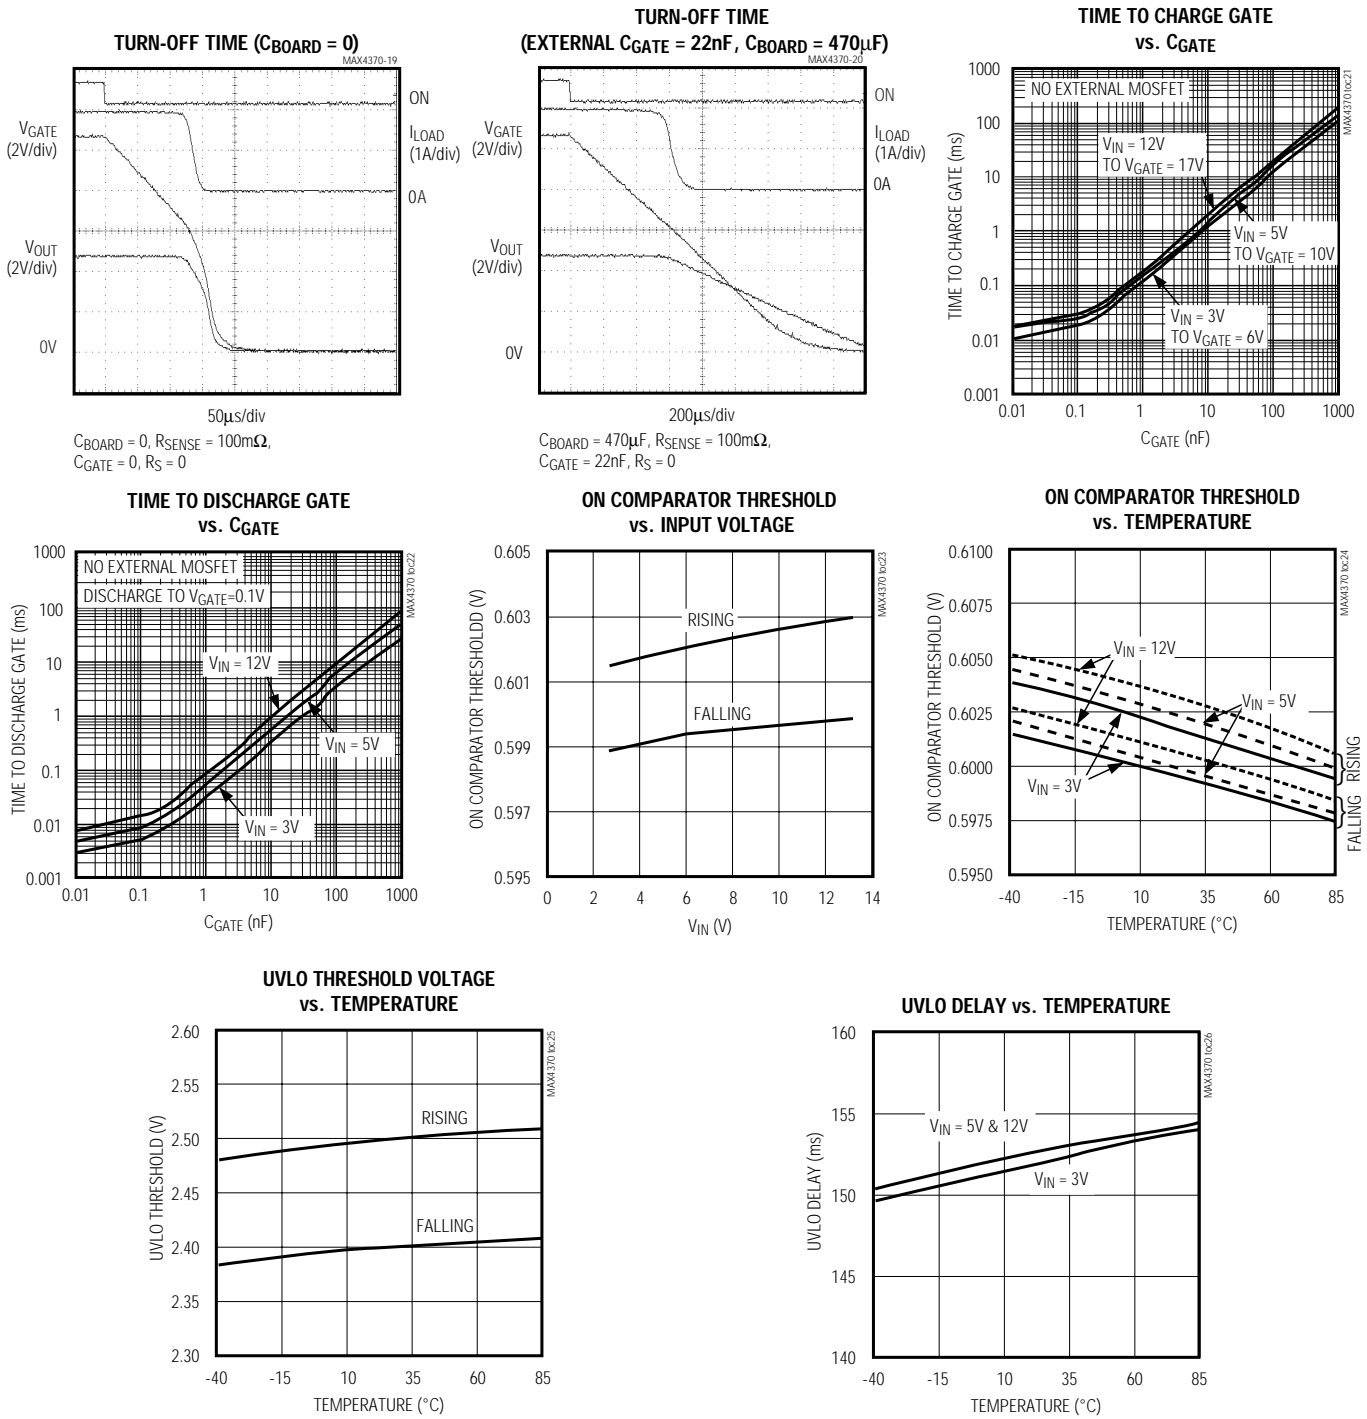 TURN-OFF TIME (CBOARD = 0)
MAX4370-19
ON
VGATE
(2V/div)
ILOAD
(1A/div)
0A
VOUT
(2V/div)
0V
50µs/div
CBOARD = 0, RSENSE = 100mΩ,
CGATE = 0, RS = 0
TURN-OFF TIME
(EXTERNAL CGATE = 22nF, CBOARD = 470µF)
MAX4370-20
ON
VGATE
(2V/div)
ILOAD
(1A/div)
0A
VOUT
(2V/div)
0V
200µs/div
CBOARD = 470µF, RSENSE = 100mΩ,
CGATE = 22nF, RS = 0
TIME TO CHARGE GATE
vs. CGATE
MAX4370 toc21
TIME TO CHARGE GATE (ms)
1000
100
10
1
0.1
0.01
0.001
NO EXTERNAL MOSFET
VIN = 12V
TO VGATE = 17V
VIN = 5V
TO VGATE = 10V
VIN = 3V
TO VGATE = 6V
0.01 0.1 1 10 100 1000
CGATE (nF)
TIME TO DISCHARGE GATE
vs. CGATE
MAX4370 toc22
TIME TO DISCHARGE GATE (ms)
1000
100
10
1
0.1
0.01
0.001
NO EXTERNAL MOSFET
DISCHARGE TO VGATE=0.1V
VIN = 12V
VIN = 5V
VIN = 3V
0.01 0.1 1 10 100 1000
CGATE (nF)
ON COMPARATOR THRESHOLD
vs. INPUT VOLTAGE
MAX4370 toc23
ON COMPARATOR THRESHOLDD (V)
0.605
0.603
0.601
0.599
0.597
0.595
RISING
FALLING
0 2 4 6 8 10 12 14
VIN (V)
ON COMPARATOR THRESHOLD
vs. TEMPERATURE
MAX4370 toc24
ON COMPARATOR THRESHOLD (V)
0.6100
0.6075
0.6050
0.6025
0.6000
0.5975
0.5950
VIN = 12V
VIN = 5V
VIN = 3V
RISING
FALLING
-40 -15 10 35 60 85
TEMPERATURE (°C)
UVLO THRESHOLD VOLTAGE
vs. TEMPERATURE
MAX4370 toc25
UVLO THRESHOLD (V)
2.60
2.55
2.50
2.45
2.40
2.35
2.30
RISING
FALLING
-40 -15 10 35 60 85
TEMPERATURE (°C)
UVLO DELAY vs. TEMPERATURE
MAX4370 toc26
UVLO DELAY (ms)
160
155
150
145
140
VIN = 5V & 12V
VIN = 3V
-40 -15 10 35 60 85
TEMPERATURE (°C)